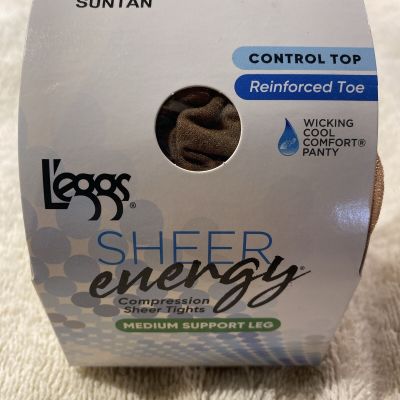 SUNTAN
CONTROL TOP
Reinforced Toe
WICKING
COOL
COMFORT®
PANTY
L'eggs®
SHEER
energy®
Compression
Sheer Tights
MEDIUM SUPPORT LEG